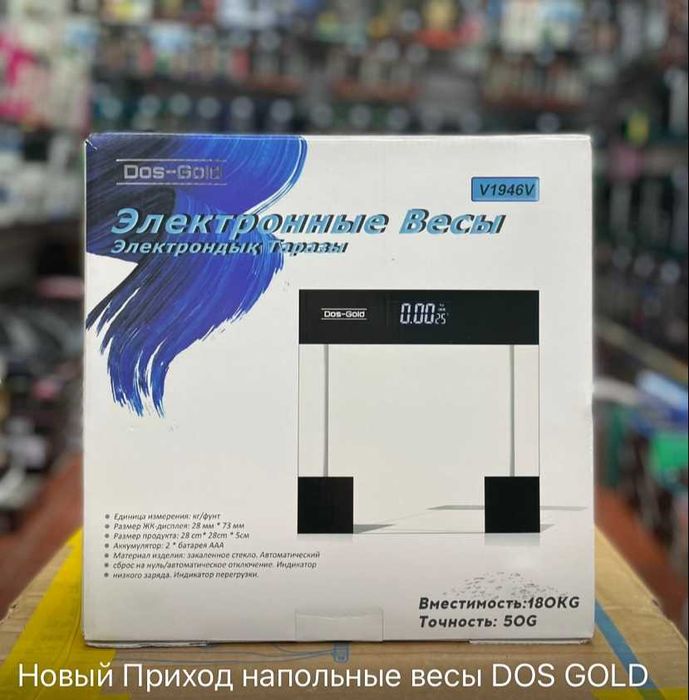 Dos-Gold
V1946V
Электронные Весы
Электрондық Таразы
Dos-Gold
0.00
25°
• Единица измерения: кг/фунт
• Размер ЖК-дисплея: 28 мм * 73 мм
• Размер продукта: 28 cm* 28cm * 5см
• Аккумулятор: 2 * батарея AAA
• Материал изделия: закаленное стекло. Автоматический
• сброс на нуль/автоматическое отключение. Индикатор
• низкого заряда. Индикатор перегрузки.
Вместимость:180KG
Точность: 50G
Новый Приход напольные весы DOS GOLD